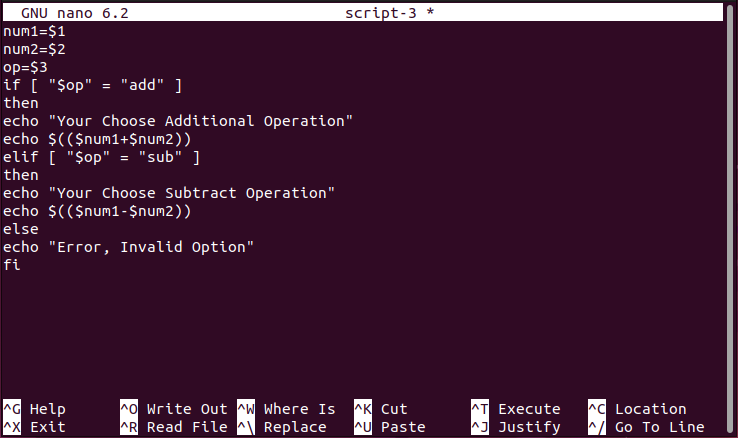 GNU nano 6.2 script-3 *
num1=$1
num2=$2
op=$3
if [ "$op" = "add" ]
then
echo "Your Choose Additional Operation"
echo $(($num1+$num2))
elif [ "$op" = "sub" ]
then
echo "Your Choose Subtract Operation"
echo $(($num1-$num2))
else
echo "Error, Invalid Option"
fi
^G Help ^O Write Out ^W Where Is ^K Cut ^T Execute ^C Location
^X Exit ^R Read File ^\ Replace ^U Paste ^J Justify ^/ Go To Line